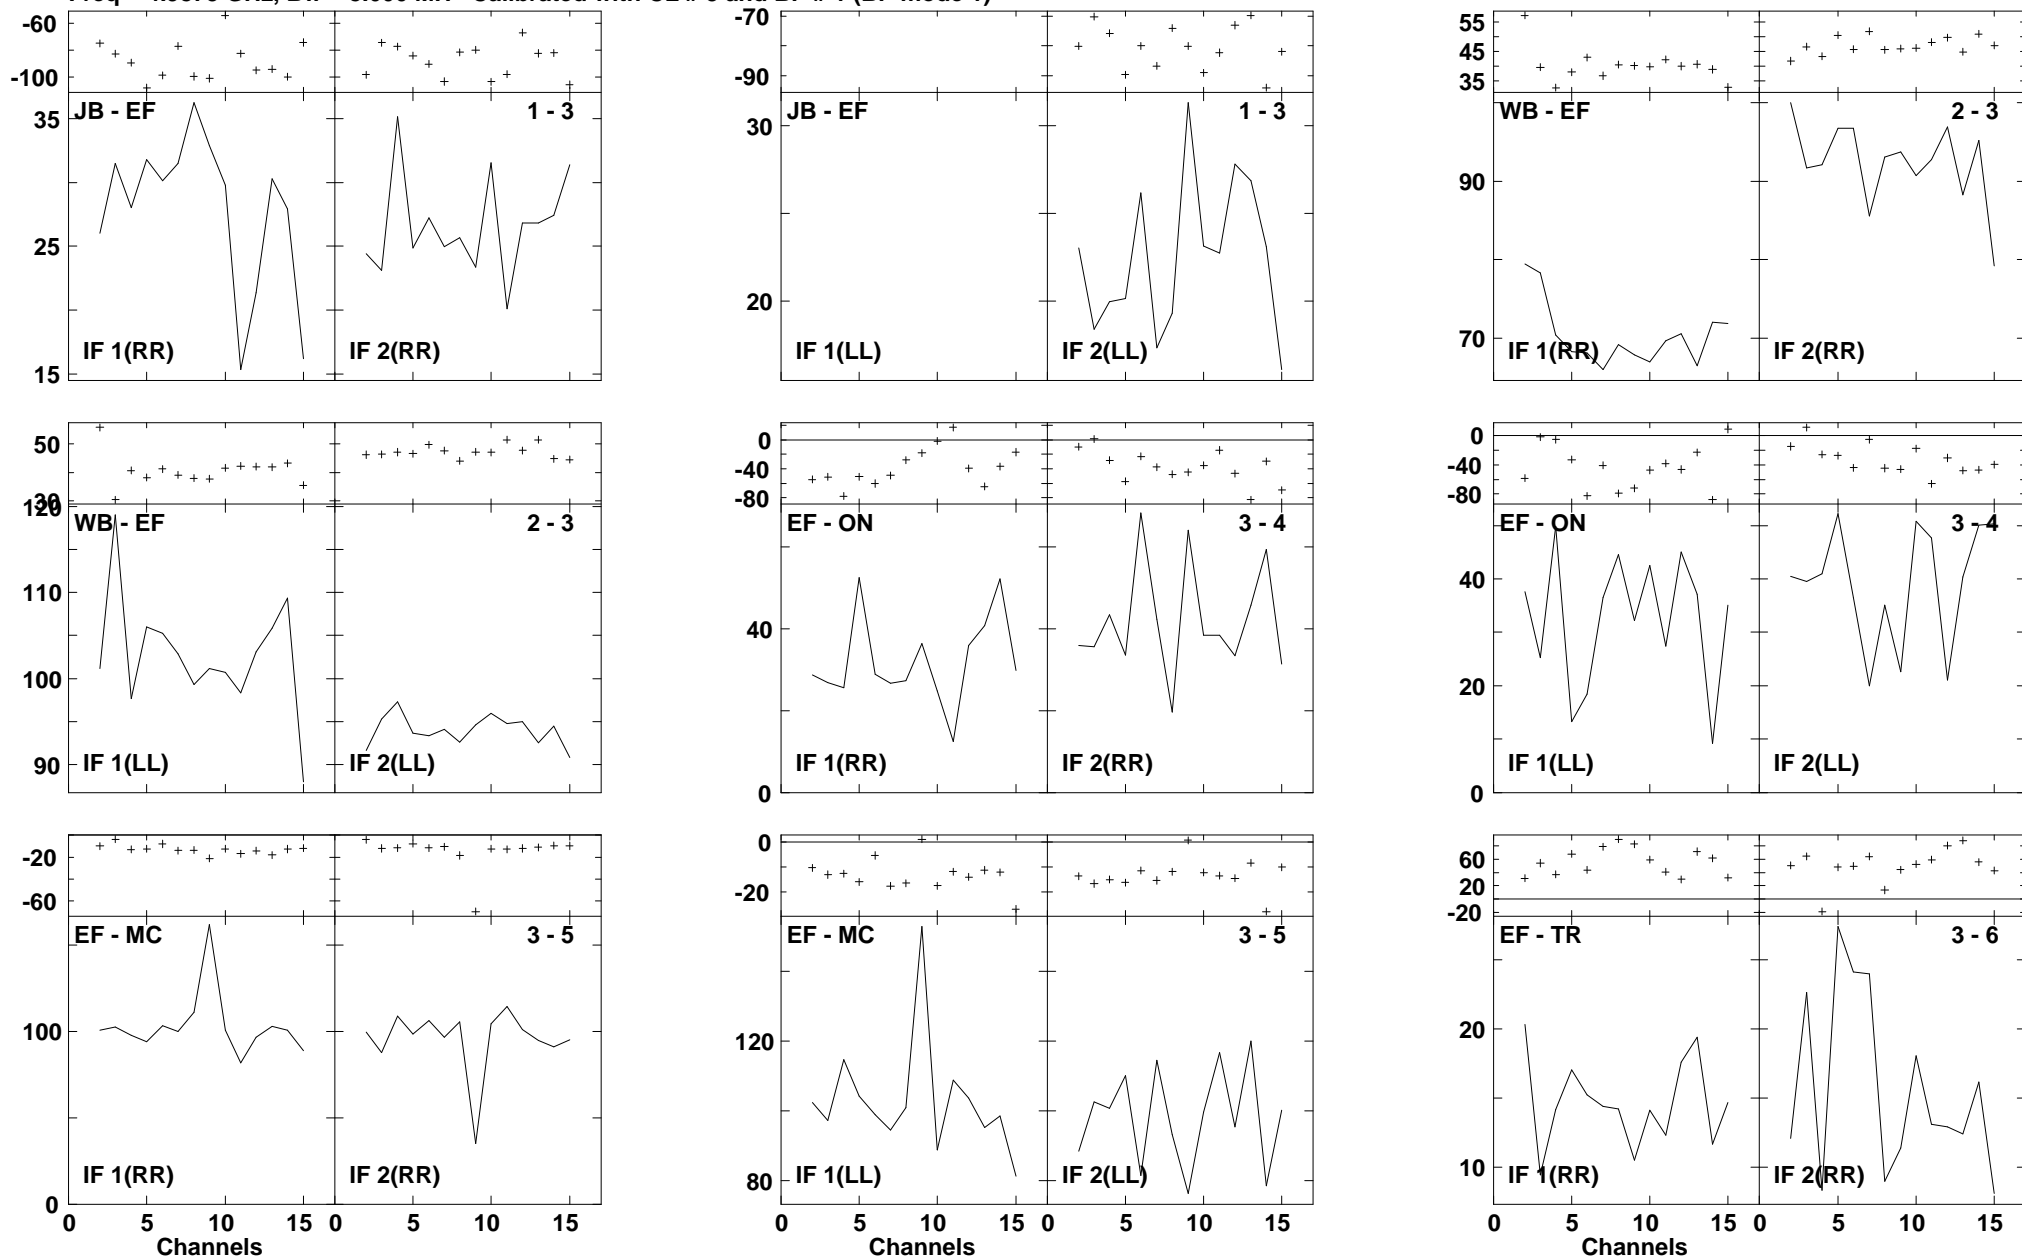 -60
-100
35
25
15
JB - EF
1 - 3
IF 1(RR)
IF 2(RR)
-70
-90
30
20
JB - EF
1 - 3
IF 1(LL)
IF 2(LL)
55
45
35
90
70
WB - EF
2 - 3
IF 1(RR)
IF 2(RR)
50
30
120
110
100
90
WB - EF
2 - 3
IF 1(LL)
IF 2(LL)
0
-40
-80
40
0
EF - ON
3 - 4
IF 1(RR)
IF 2(RR)
0
-40
-80
40
20
0
EF - ON
3 - 4
IF 1(LL)
IF 2(LL)
-20
-60
100
0
EF - MC
3 - 5
IF 1(RR)
IF 2(RR)
0 5 10 15 0 5 10 15
Channels
0
-20
120
80
EF - MC
3 - 5
IF 1(LL)
IF 2(LL)
0 5 10 15 0 5 10 15
Channels
60
20
-20
20
10
EF - TR
3 - 6
IF 1(RR)
IF 2(RR)
0 5 10 15 0 5 10 15
Channels